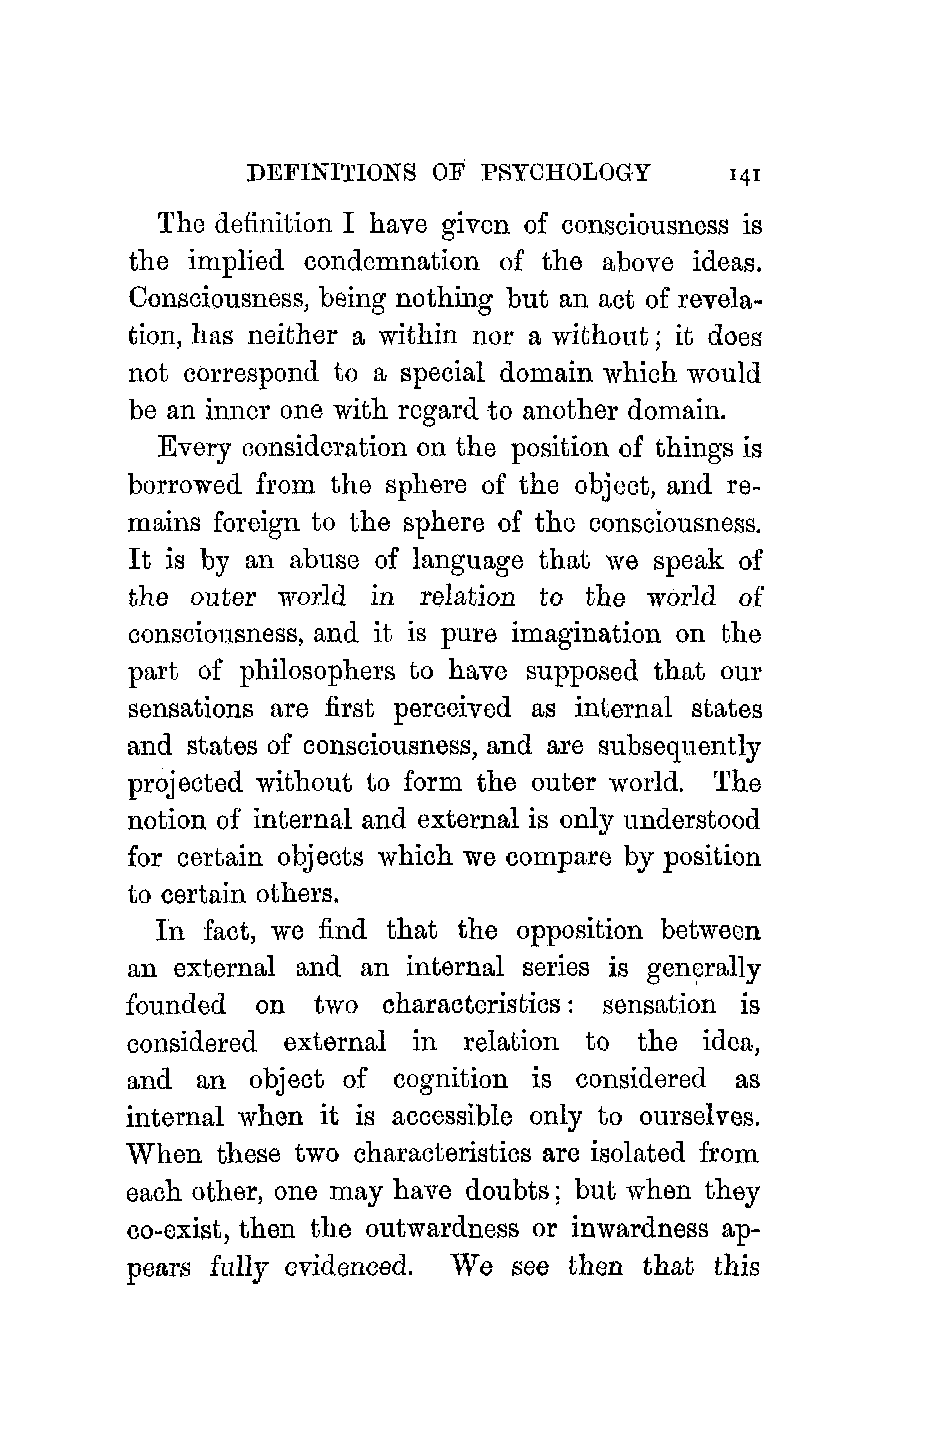 DEFINITIONS OF PSYCHOLOGY 141
The definition I have given of consciousness is
the implied condemnation of the above ideas.
Consciousness, being nothing but an act of revela-
tion, has neither a within nor a without; it does
not correspond to a special domain which would
be an inner one with regard to another domain.
Every consideration on the position of things is
borrowed from the sphere of the object, and re-
mains foreign to the sphere of the consciousness.
It is by an abuse of language that we speak of
the outer world in relation to the world of
consciousness, and it is pure imagination on the
part of philosophers to have supposed that our
sensations are first perceived as internal states
and states of consciousness, and are subsequently
projected without to form the outer world. The
notion of internal and external is only understood
for certain objects which we compare by position
to certain others.
In fact, we find that the opposition between
an external and an internal series is generally
founded on two characteristics: sensation is
considered external in relation to the idea,
and an object of cognition is considered as
internal when it is accessible only to ourselves.
When these two characteristics are isolated from
each other, one may have doubts; but when they
co-exist, then the outwardness or inwardness ap-
pears fully evidenced. We see then that this